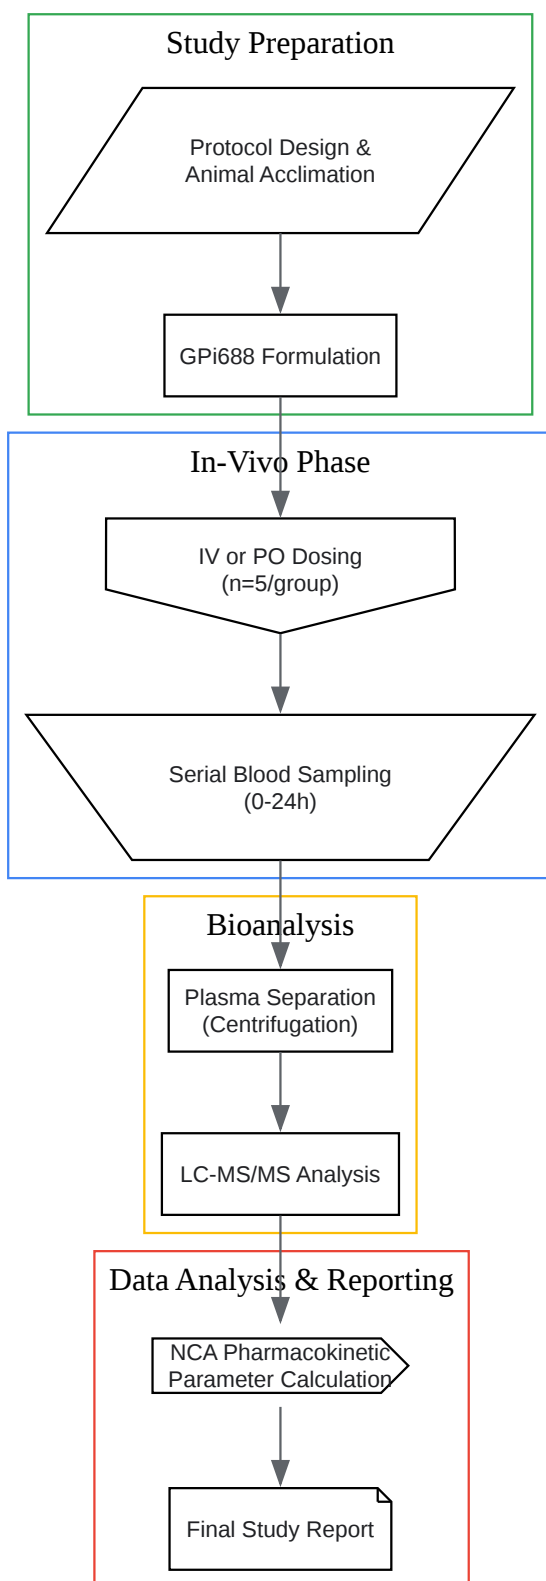 Study Preparation
Protocol Design &
Animal Acclimation
GPi688 Formulation
In-Vivo Phase
IV or PO Dosing
(n=5/group)
Serial Blood Sampling
(0-24h)
Bioanalysis
Plasma Separation
(Centrifugation)
LC-MS/MS Analysis
Data Analysis & Reporting
NCA Pharmacokinetic
Parameter Calculation
Final Study Report